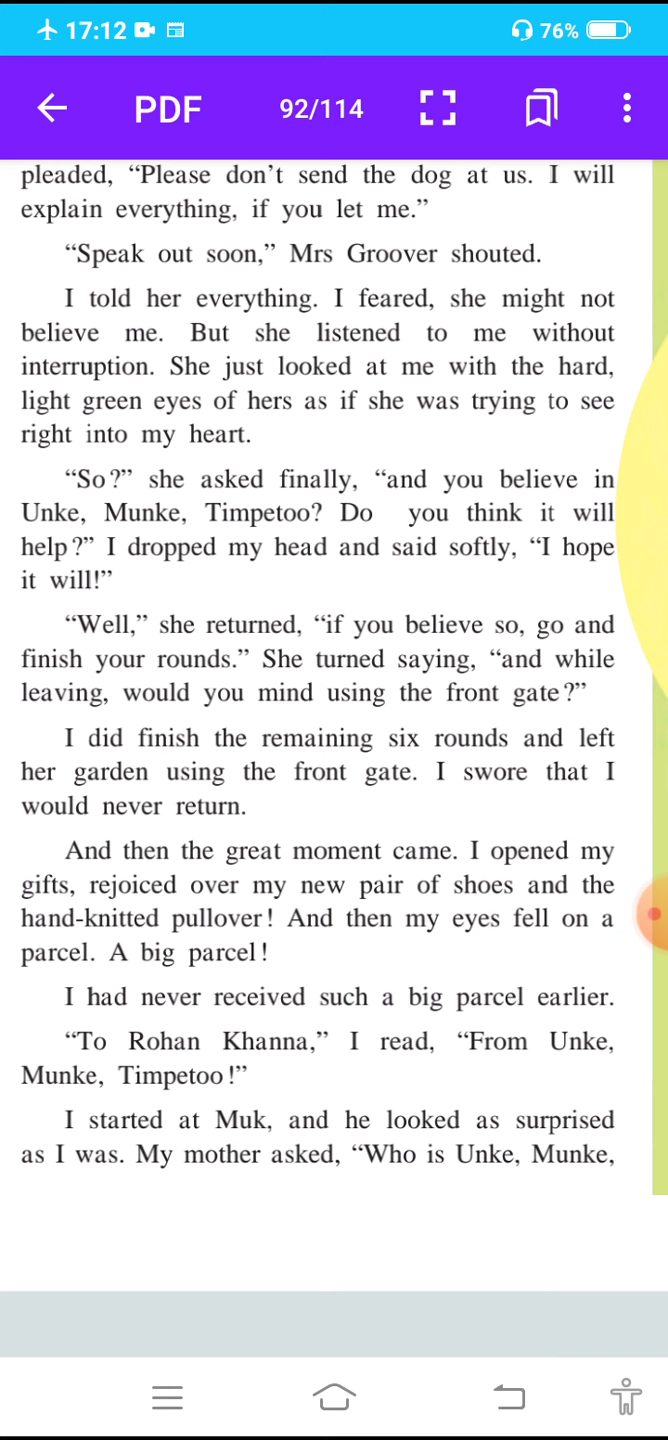 17:12
76%
PDF
92/114
pleaded, “Please don’t send the dog at us. I will
explain everything, if you let me.”
“Speak out soon,” Mrs Groover shouted.
I told her everything. I feared, she might not
believe me. But she listened to me without
interruption. She just looked at me with the hard,
light green eyes of hers as if she was trying to see
right into my heart.
“So?” she asked finally, “and you believe in
Unke, Munke, Timpetoo? Do you think it will
help?” I dropped my head and said softly, “I hope
it will!”
“Well,” she returned, “if you believe so, go and
finish your rounds.” She turned saying, “and while
leaving, would you mind using the front gate?”
I did finish the remaining six rounds and left
her garden using the front gate. I swore that I
would never return.
And then the great moment came. I opened my
gifts, rejoiced over my new pair of shoes and the
hand-knitted pullover! And then my eyes fell on a
parcel. A big parcel!
I had never received such a big parcel earlier.
“To Rohan Khanna,” I read, “From Unke,
Munke, Timpetoo!”
I started at Muk, and he looked as surprised
as I was. My mother asked, “Who is Unke, Munke,